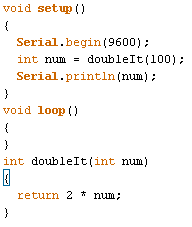 void setup()
{
  Serial.begin(9600);
  int num = doubleIt(100);
  Serial.println(num);
}
void loop()
{
}
int doubleIt(int num)
{
  return 2 * num;
}